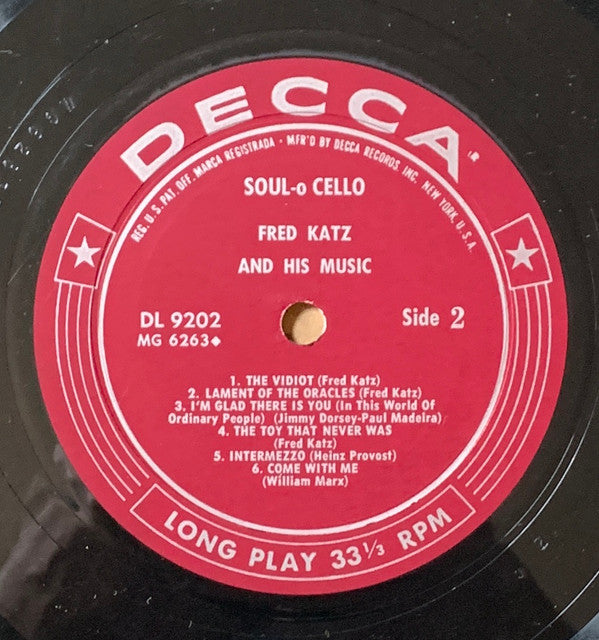 DECCA
REG. U.S. PAT. OFF. MARCA REGISTRADA • MFR'D BY DECCA RECORDS, INC., NEW YORK, U.S.A.
SOUL-o CELLO
FRED KATZ
AND HIS MUSIC
DL 9202
MG 6263◆
Side 2
1. THE VIDIOT (Fred Katz)
2. LAMENT OF THE ORACLES (Fred Katz)
3. I'M GLAD THERE IS YOU (In This World Of
Ordinary People) (Jimmy Dorsey-Paul Madeira)
4. THE TOY THAT NEVER WAS
(Fred Katz)
5. INTERMEZZO (Heinz Provost)
6. COME WITH ME
(William Marx)
LONG PLAY 33 1/3 RPM